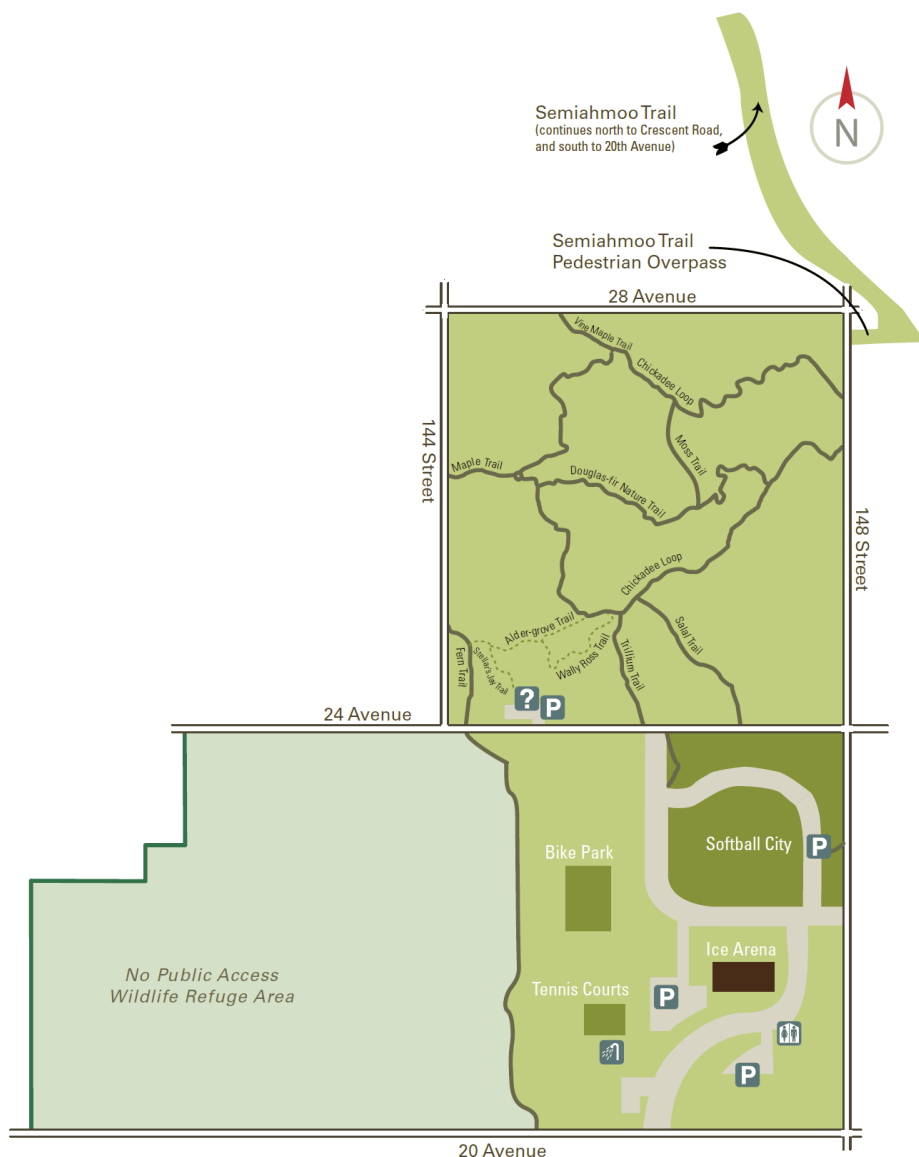 Semiahmoo Trail
(continues north to Crescent Road,
and south to 20th Avenue)
N
Semiahmoo Trail
Pedestrian Overpass
28 Avenue
Vine Maple Trail
Chickadee Loop
144 Street
Maple Trail
Moss Trail
Douglas-fir Nature Trail
148 Street
Chickadee Loop
Alder-grove Trail
Salal Trail
Fern Trail
Stellar's Jay Trail
Wally Ross Trail
Trillium Trail
?
P
24 Avenue
Softball City
P
Bike Park
Ice Arena
No Public Access
Wildlife Refuge Area
Tennis Courts
P
P
20 Avenue